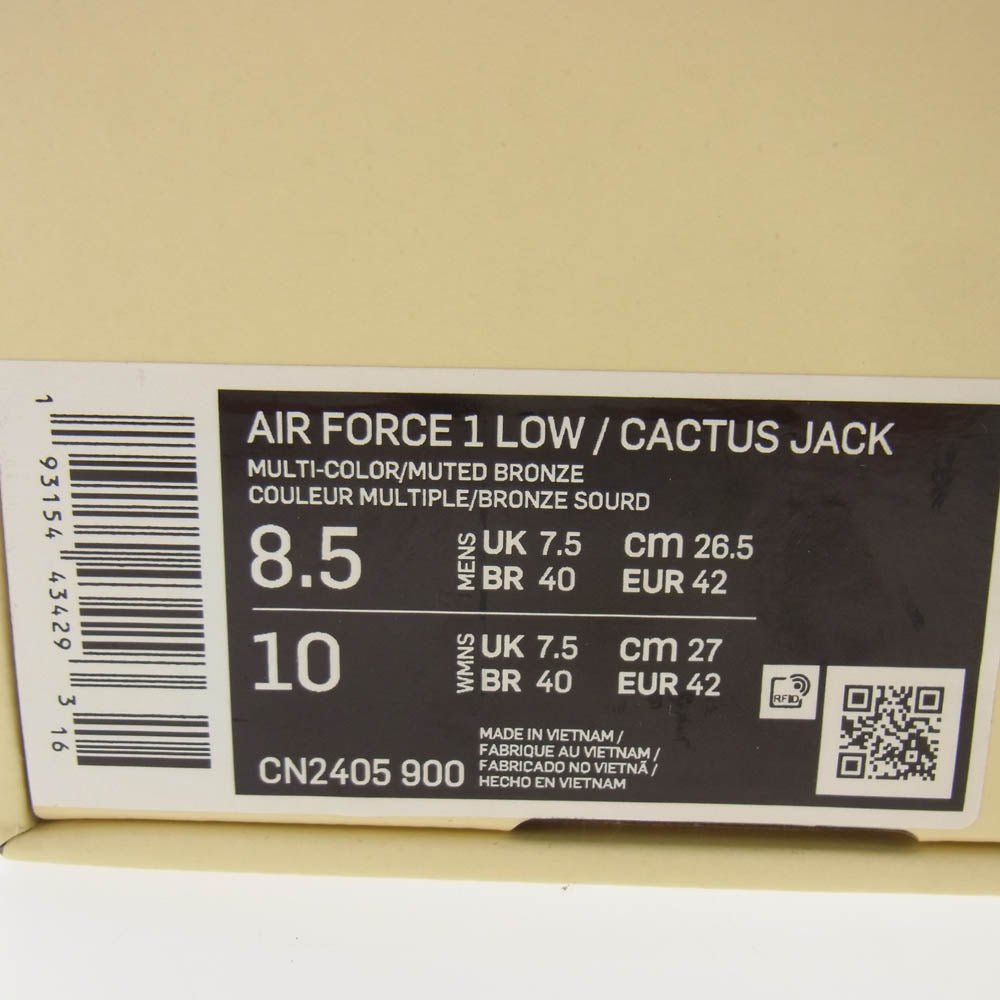 AIR FORCE 1 LOW / CACTUS JACK
MULTI-COLOR/MUTED BRONZE
COULEUR MULTIPLE/BRONZE SOURD
8.5 MENS UK 7.5 cm 26.5
BR 40 EUR 42
10 WMNS UK 7.5 cm 27
BR 40 EUR 42
RFID
CN2405 900
MADE IN VIETNAM /
FABRIQUE AU VIETNAM /
FABRICADO NO VIETNÃ /
HECHO EN VIETNAM
1 93154 43429 3 16